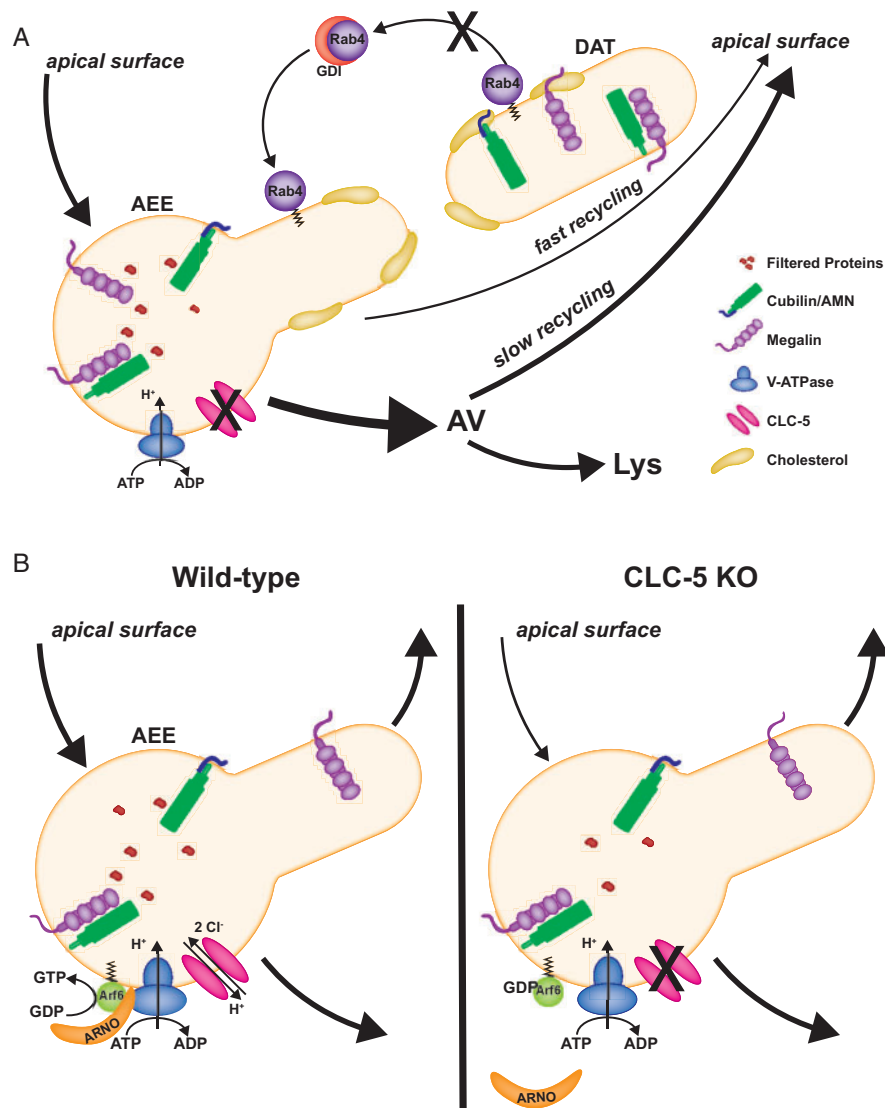 A
apical surface
Rab4
GDI
DAT
apical surface
Rab4
Rab4
AEE
fast recycling
slow recycling
H+
ATP
ADP
AV
Lys
Filtered Proteins
Cubilin/AMN
Megalin
V-ATPase
CLC-5
Cholesterol
B
Wild-type
CLC-5 KO
apical surface
AEE
2 Cl-
H+
H+
GTP
GDP
Arf6
ARNO
ATP
ADP
apical surface
H+
GDP
Arf6
ATP
ADP
ARNO